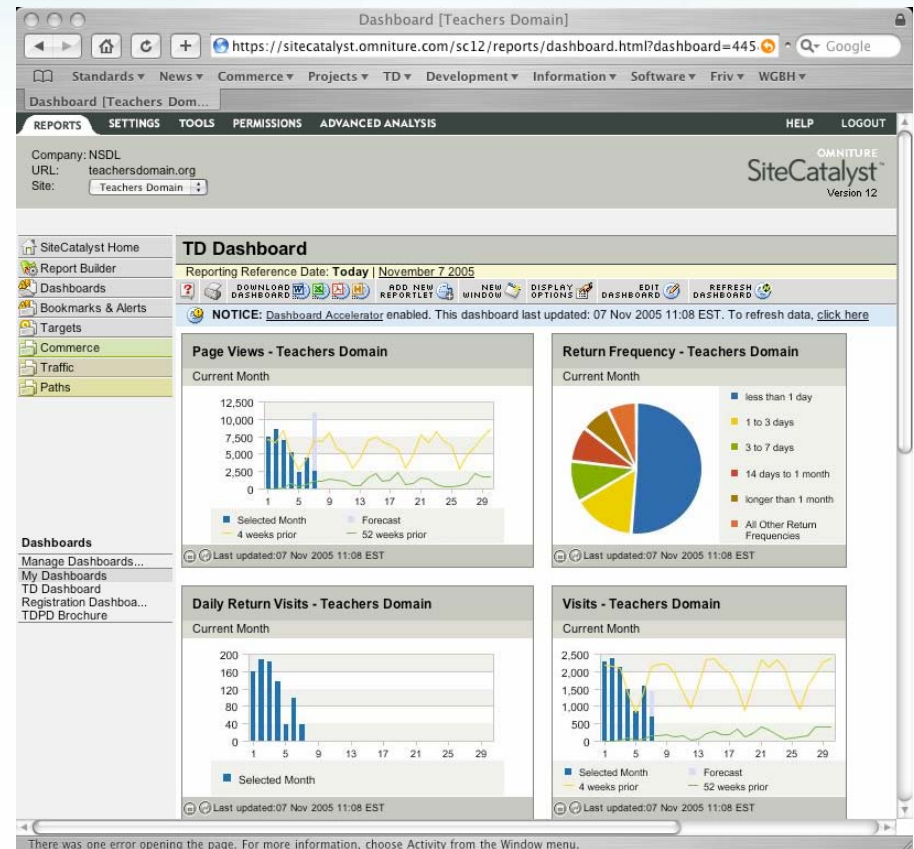 Dashboard [Teachers Domain]
https://sitecatalyst.omniture.com/sc12/reports/dashboard.html?dashboard=445 Google
Standards News Commerce Projects TD Development Information Software Friv WGBH
Dashboard [Teachers Dom...
REPORTS SETTINGS TOOLS PERMISSIONS ADVANCED ANALYSIS HELP LOGOUT
Company: NSDL
URL: teachersdomain.org
Site: Teachers Domain
OMNITURE
SiteCatalyst™
Version 12
SiteCatalyst Home
Report Builder
Dashboards
Bookmarks & Alerts
Targets
Commerce
Traffic
Paths
Dashboards
Manage Dashboards...
My Dashboards
TD Dashboard
Registration Dashboa...
TDPD Brochure
TD Dashboard
Reporting Reference Date: Today | November 7 2005
DOWNLOAD DASHBOARD ADD NEW REPORTLET NEW WINDOW DISPLAY OPTIONS EDIT DASHBOARD REFRESH DASHBOARD
NOTICE: Dashboard Accelerator enabled. This dashboard last updated: 07 Nov 2005 11:08 EST. To refresh data, click here
Page Views - Teachers Domain
Current Month
12,500
10,000
7,500
5,000
2,500
0
1 5 9 13 17 21 25 29
Selected Month Forecast
4 weeks prior 52 weeks prior
Last updated:07 Nov 2005 11:08 EST
Return Frequency - Teachers Domain
Current Month
less than 1 day
1 to 3 days
3 to 7 days
14 days to 1 month
longer than 1 month
All Other Return
Frequencies
Last updated:07 Nov 2005 11:08 EST
Daily Return Visits - Teachers Domain
Current Month
200
160
120
80
40
0
1 5 9 13 17 21 25 29
Selected Month
Last updated:07 Nov 2005 11:08 EST
Visits - Teachers Domain
Current Month
2,500
2,000
1,500
1,000
500
0
1 5 9 13 17 21 25 29
Selected Month Forecast
4 weeks prior 52 weeks prior
Last updated:07 Nov 2005 11:08 EST
There was one error opening the page. For more information, choose Activity from the Window menu.